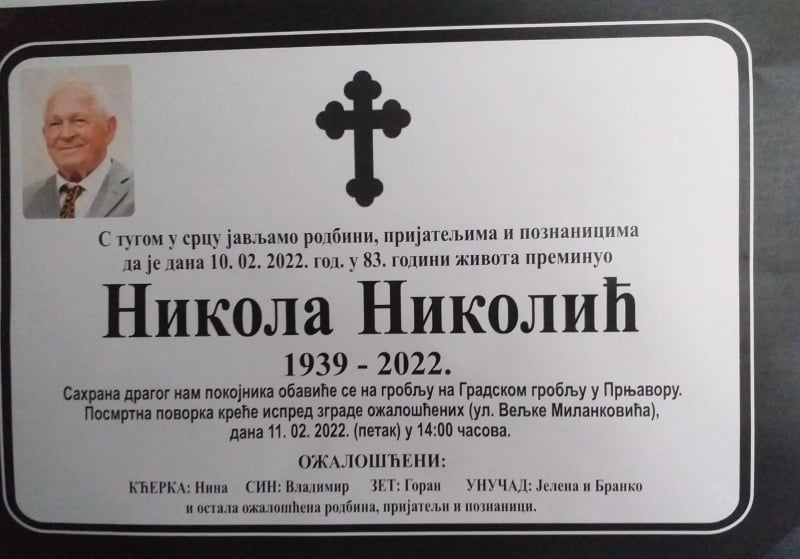 С тугом у срцу јављамо родбини, пријатељима и познаницима
да је дана 10. 02. 2022. год. у 83. години живота преминуо
Никола Николић
1939 - 2022.
Сахрана драгог нам покојника обавиће се на гробљу на Градском гробљу у Прњавору.
Посмртна поворка креће испред зграде ожалошћених (ул. Вељке Миланковића),
дана 11. 02. 2022. (петак) у 14:00 часова.
ОЖАЛОШЋЕНИ:
КЋЕРКА: Нина СИН: Владимир ЗЕТ: Горан УНУЧАД: Јелена и Бранко
и остала ожалошћена родбина, пријатељи и познаници.